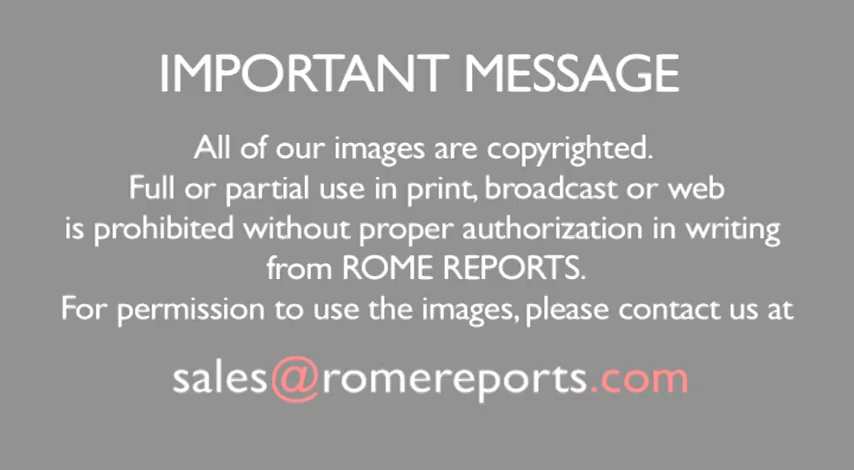 IMPORTANT MESSAGE
All of our images are copyrighted.
Full or partial use in print, broadcast or web
is prohibited without proper authorization in writing
from ROME REPORTS.
For permission to use the images, please contact us at
sales@romereports.com